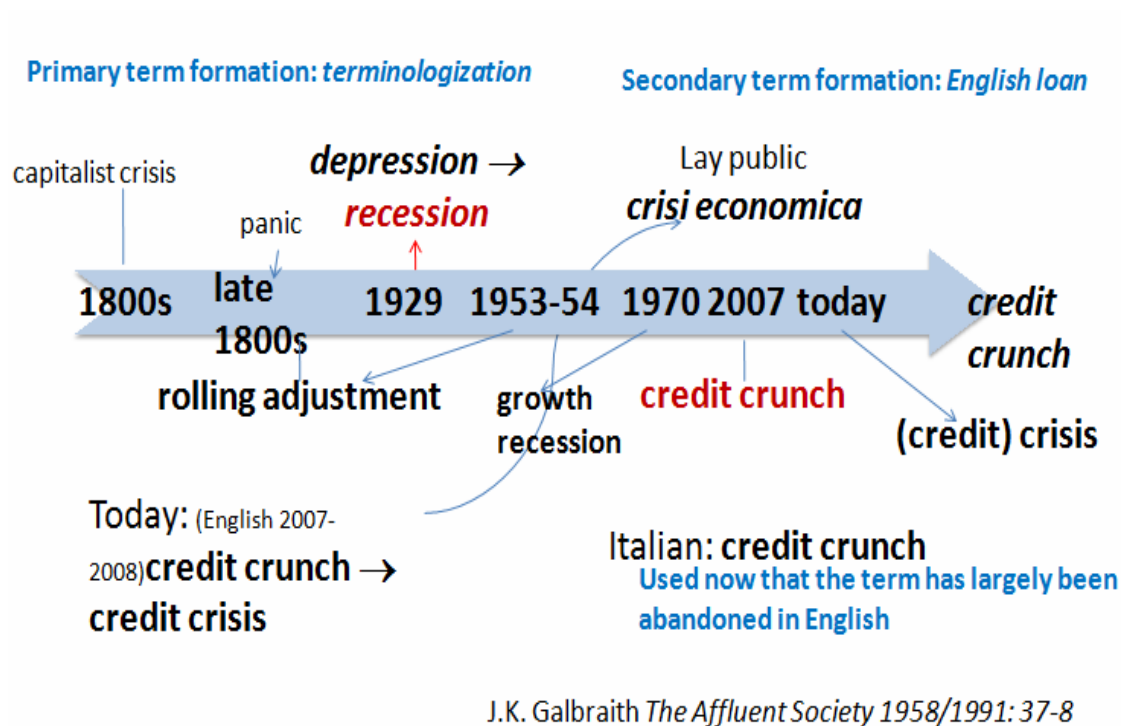 Primary term formation: terminologization
Secondary term formation: English loan
capitalist crisis
panic
depression →
recession
Lay public
crisi economica
1800s
late
1800s
1929
1953-54
1970
2007
today
credit
crunch
rolling adjustment
growth
recession
credit crunch
(credit) crisis
Today: (English 2007-
2008)credit crunch →
credit crisis
Italian: credit crunch
Used now that the term has largely been
abandoned in English
J.K. Galbraith The Affluent Society 1958/1991: 37-8